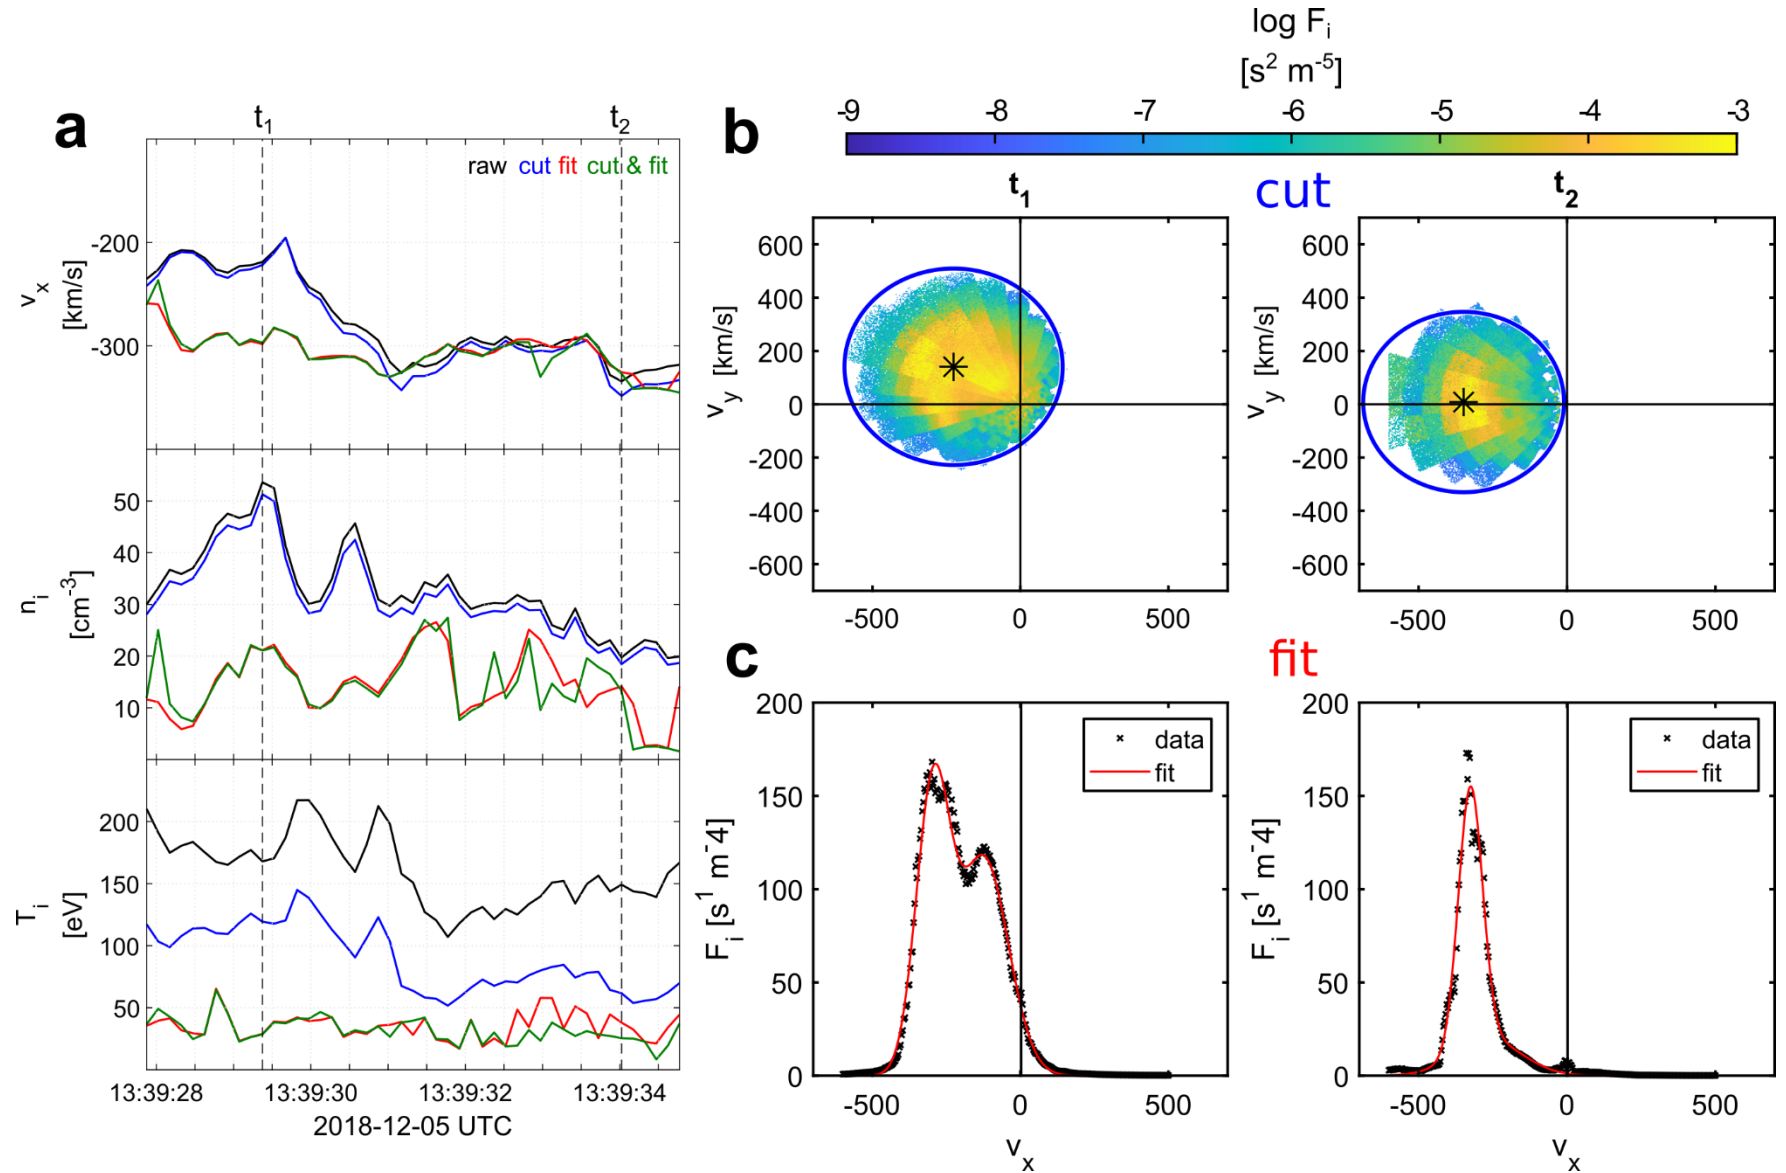 a
t1 t2
raw cut fit cut & fit
-200
-300
vx [km/s]
50
40
30
20
10
ni [cm-3]
200
150
100
50
Ti [eV]
13:39:28 13:39:30 13:39:32 13:39:34
2018-12-05 UTC
b
log Fi
[s2 m-5]
-9 -8 -7 -6 -5 -4 -3
t1 cut t2
600
400
200
0
-200
-400
-600
vy [km/s]
-500 0 500
600
400
200
0
-200
-400
-600
vy [km/s]
-500 0 500
c
fit
200
150
100
50
0
Fi [s1 m-4]
data
fit
-500 0 500
vx
200
150
100
50
0
Fi [s1 m-4]
data
fit
-500 0 500
vx